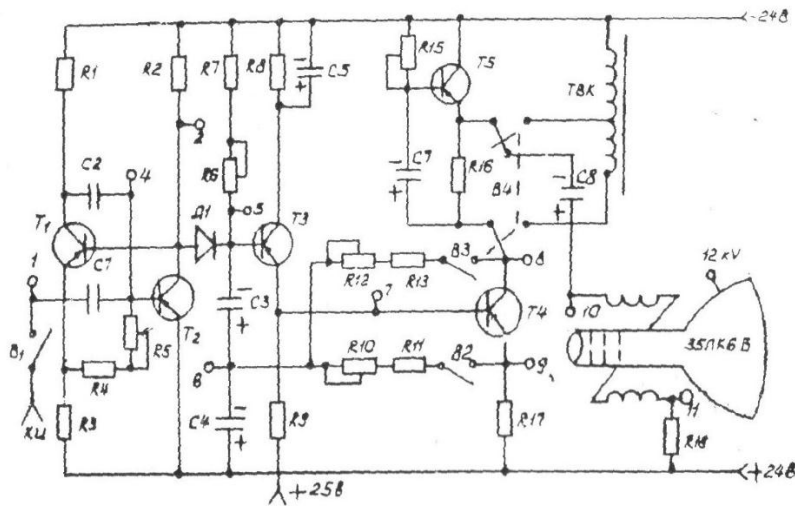 -24В
R1
R2
R7
R8
C5
R15
T5
ТВК
2
C2
4
R6
C7
R16
В4
C8
T1
Д1
5
T3
12 kV
1
В3
8
R12
R13
C1
7
T4
10
C3
В1
R5
T2
R10
R11
В2
35ЛК6В
R4
6
9
11
КИ
R3
C4
R9
R17
R18
+25В
+24В